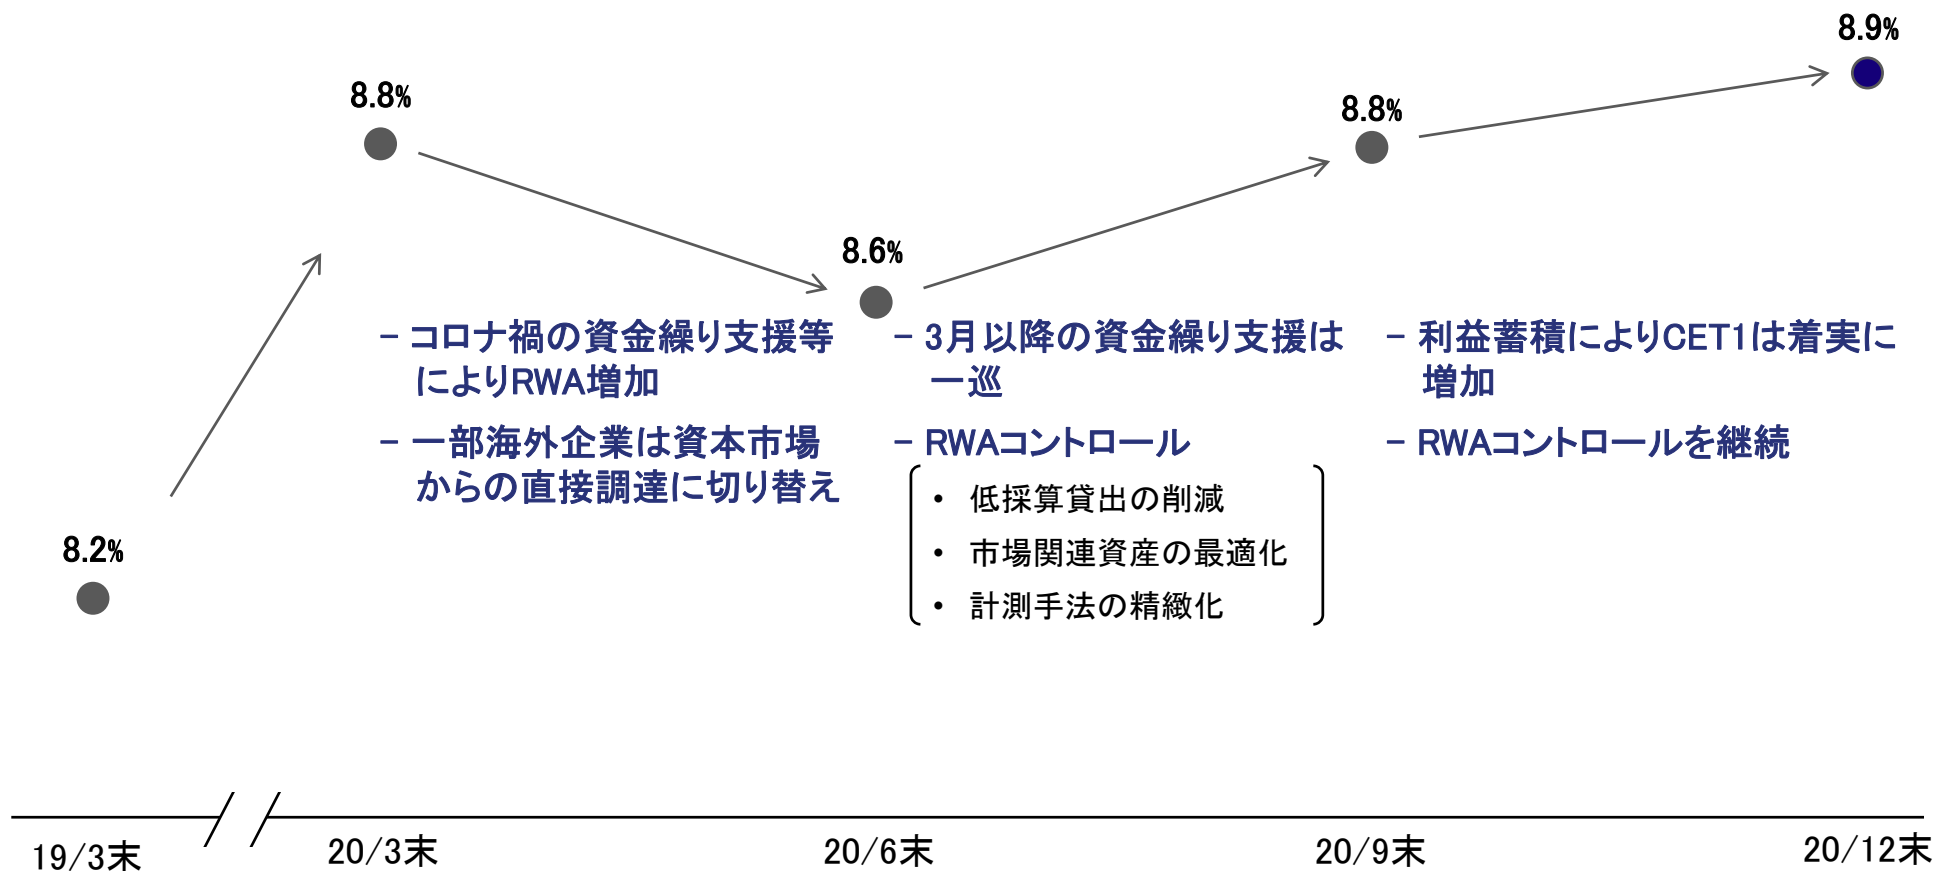 8.9%
8.8%
8.8%
8.6%
8.2%
– コロナ禍の資金繰り支援等
によりRWA増加
– 一部海外企業は資本市場
からの直接調達に切り替え
– 3月以降の資金繰り支援は
一巡
– RWAコントロール
• 低採算貸出の削減
• 市場関連資産の最適化
• 計測手法の精緻化
– 利益蓄積によりCET1は着実に
増加
– RWAコントロールを継続
19/3末
20/3末
20/6末
20/9末
20/12末